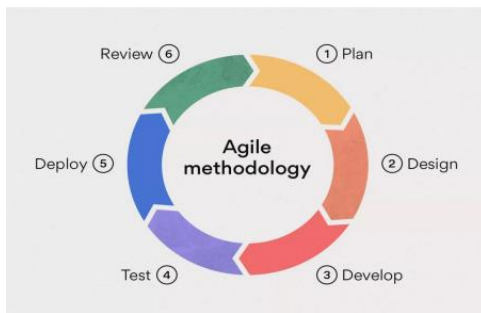 Review 6
1 Plan
Agile
methodology
Deploy 5
2 Design
Test 4
3 Develop